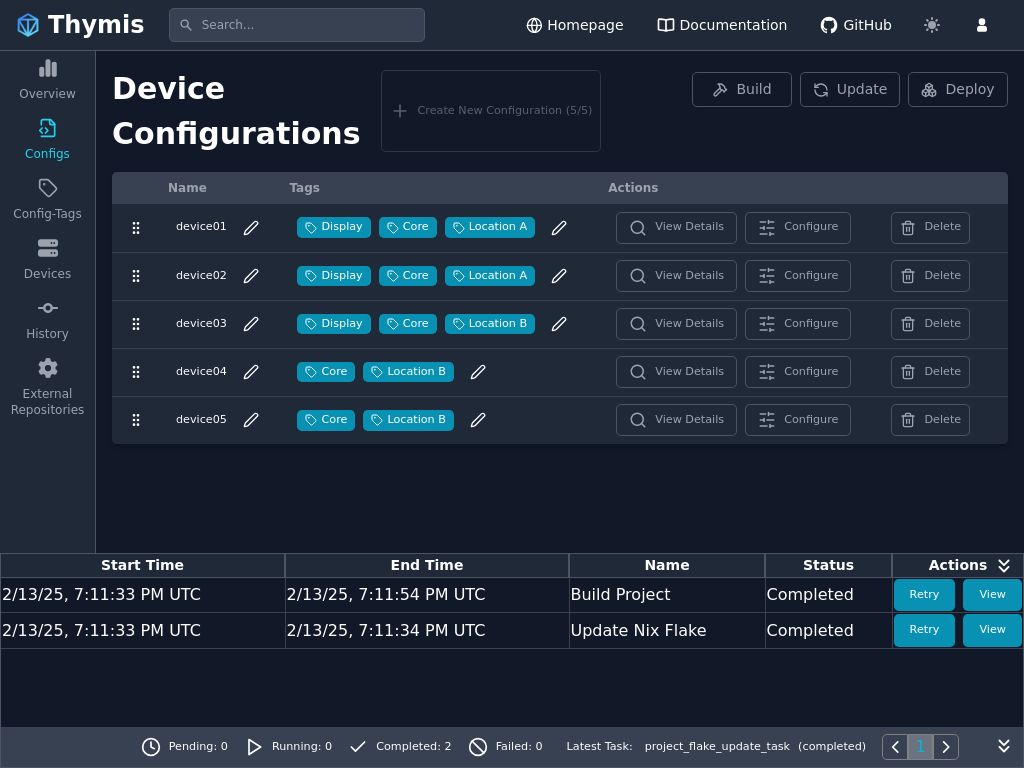 Thymis
Search...
Homepage
Documentation
GitHub
Overview
Configs
Config-Tags
Devices
History
External
Repositories
Device
Configurations
Create New Configuration (5/5)
Build
Update
Deploy
Name Tags Actions
device01 Display Core Location A View Details Configure Delete
device02 Display Core Location A View Details Configure Delete
device03 Display Core Location B View Details Configure Delete
device04 Core Location B View Details Configure Delete
device05 Core Location B View Details Configure Delete
Start Time End Time Name Status Actions
2/13/25, 7:11:33 PM UTC 2/13/25, 7:11:54 PM UTC Build Project Completed Retry View
2/13/25, 7:11:33 PM UTC 2/13/25, 7:11:34 PM UTC Update Nix Flake Completed Retry View
Pending: 0 Running: 0 Completed: 2 Failed: 0 Latest Task: project_flake_update_task (completed) 1